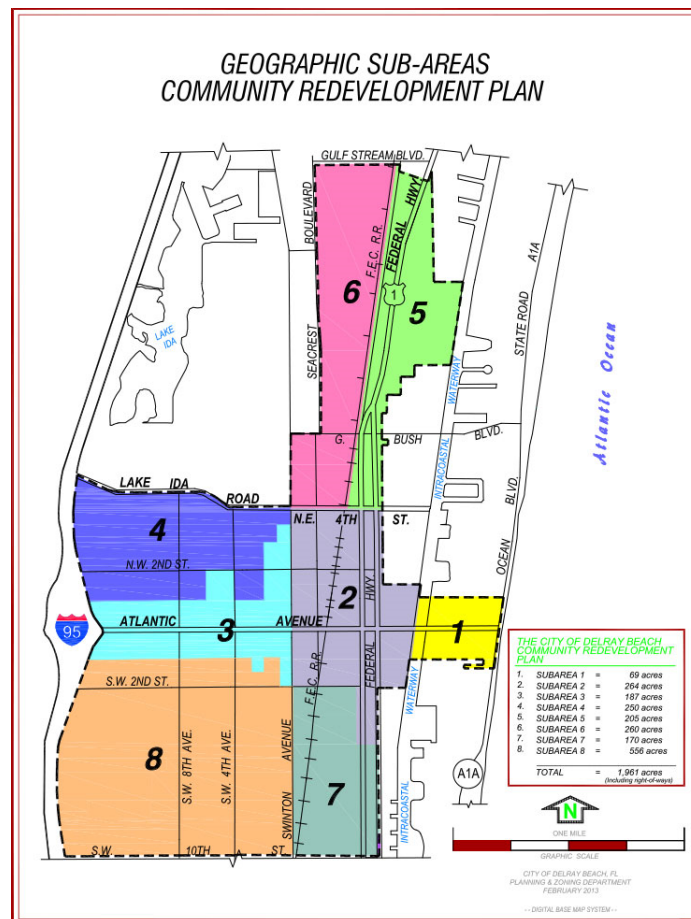 GEOGRAPHIC SUB-AREAS
COMMUNITY REDEVELOPMENT PLAN
GULF STREAM BLVD.
BOULEVARD
SEACREST
F.E.C. R.R.
FEDERAL HWY
1
6
5
LAKE
IDA
STATE ROAD A1A
Atlantic Ocean
WATERWAY
INTRACOASTAL
G. BUSH BLVD.
LAKE IDA ROAD
N.E. 4TH ST.
OCEAN BLVD.
4
N.W. 2ND ST.
2
HWY
95
ATLANTIC AVENUE
3
1
F.E.C. R.R.
FEDERAL
S.W. 2ND ST.
WATERWAY
8
S.W. 8TH AVE.
S.W. 4TH AVE.
SWINTON AVENUE
7
INTRACOASTAL
A1A
S.W. 10TH ST.
THE CITY OF DELRAY BEACH
COMMUNITY REDEVELOPMENT
PLAN
1. SUBAREA 1 = 69 acres
2. SUBAREA 2 = 264 acres
3. SUBAREA 3 = 187 acres
4. SUBAREA 4 = 250 acres
5. SUBAREA 5 = 205 acres
6. SUBAREA 6 = 260 acres
7. SUBAREA 7 = 170 acres
8. SUBAREA 8 = 556 acres
TOTAL = 1,961 acres
(including right-of-ways)
N
ONE MILE
GRAPHIC SCALE
CITY OF DELRAY BEACH, FL
PLANNING & ZONING DEPARTMENT
FEBRUARY 2013
-- DIGITAL BASE MAP SYSTEM --